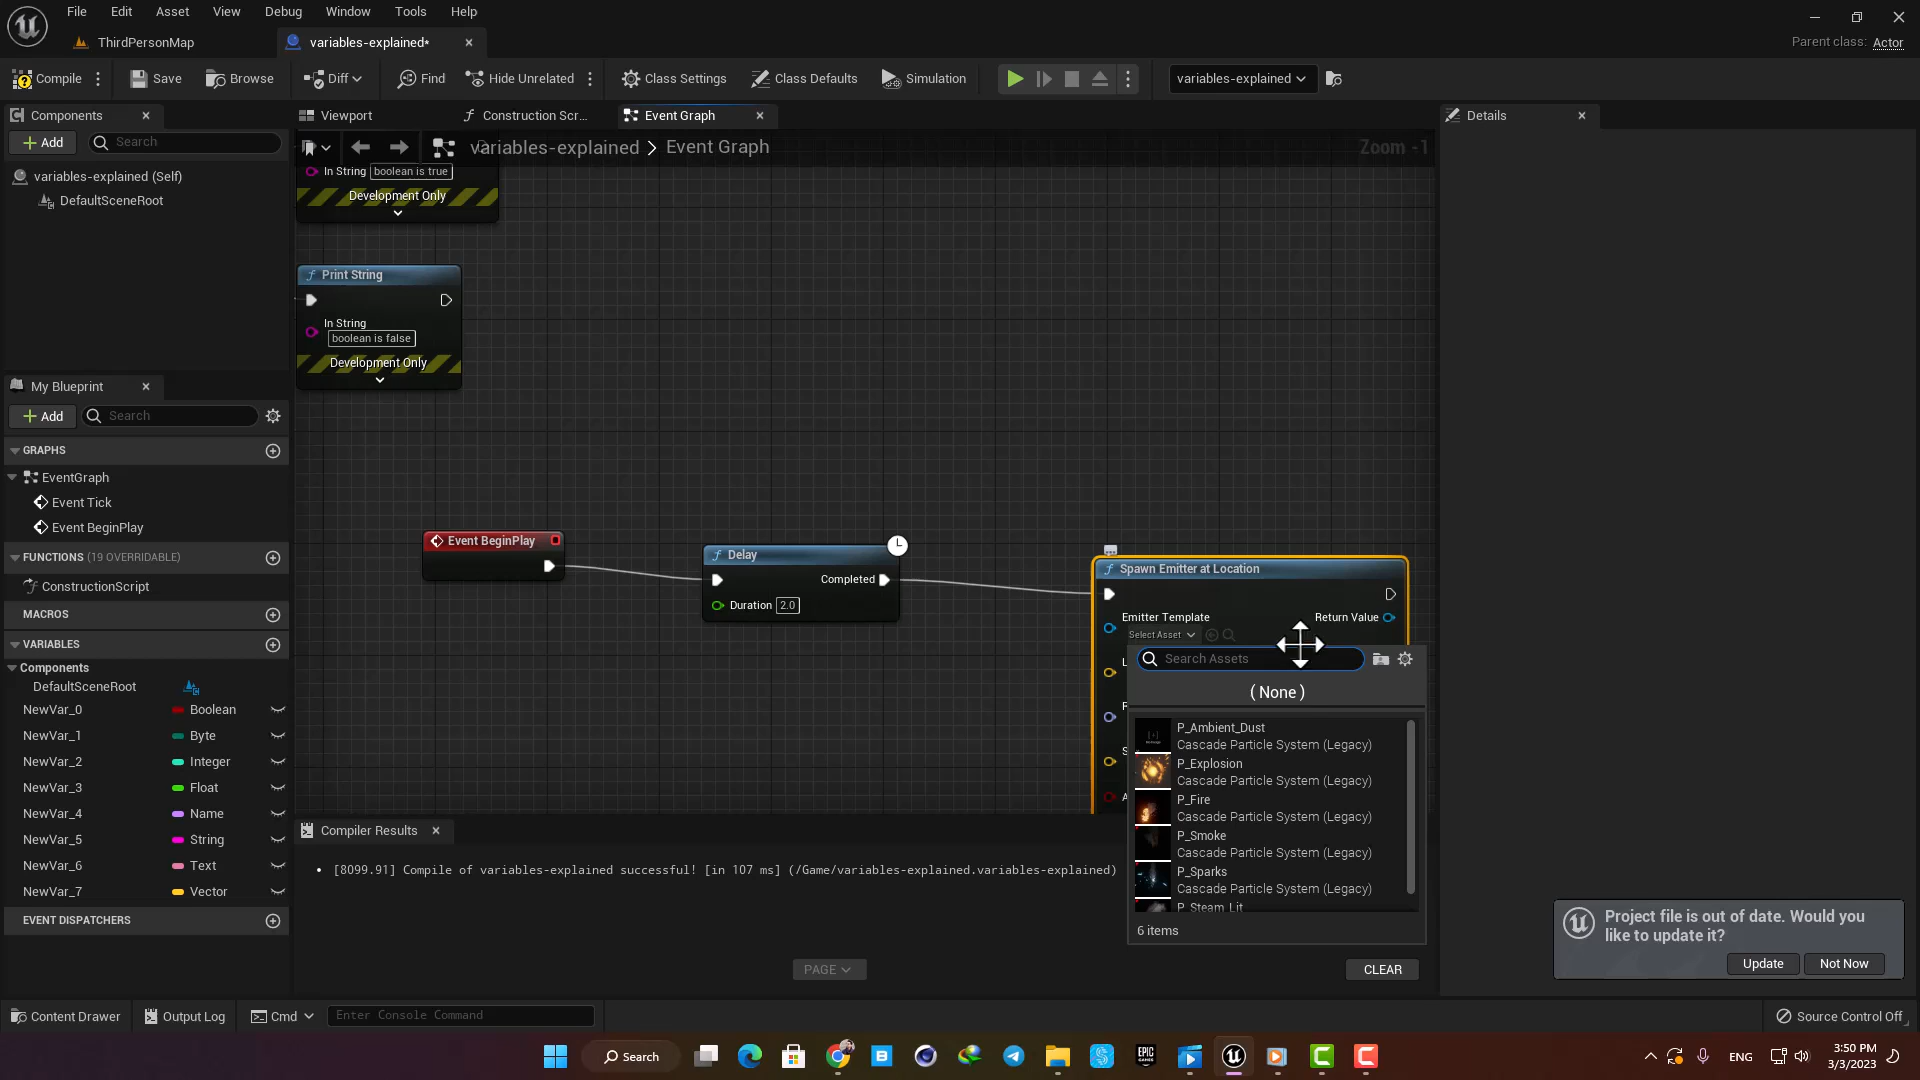 File Edit Asset View Debug Window Tools Help
ThirdPersonMap
variables-explained*
Parent class: Actor
Compile
Save
Browse
Diff
Find
Hide Unrelated
Class Settings
Class Defaults
Simulation
variables-explained
Components
Add
Search
variables-explained (Self)
DefaultSceneRoot
Viewport
Construction Scr...
Event Graph
variables-explained > Event Graph
Zoom -1
In String boolean is true
Development Only
Print String
In String
boolean is false
Development Only
Event BeginPlay
Delay
Completed
Duration 2.0
Spawn Emitter at Location
Emitter Template
Return Value
Select Asset
Search Assets
( None )
P_Ambient_Dust
Cascade Particle System (Legacy)
P_Explosion
Cascade Particle System (Legacy)
P_Fire
Cascade Particle System (Legacy)
P_Smoke
Cascade Particle System (Legacy)
P_Sparks
Cascade Particle System (Legacy)
P_Steam_Lit
6 items
Details
My Blueprint
Add
Search
GRAPHS
EventGraph
Event Tick
Event BeginPlay
FUNCTIONS (19 OVERRIDABLE)
ConstructionScript
MACROS
VARIABLES
Components
DefaultSceneRoot
NewVar_0 Boolean
NewVar_1 Byte
NewVar_2 Integer
NewVar_3 Float
NewVar_4 Name
NewVar_5 String
NewVar_6 Text
NewVar_7 Vector
EVENT DISPATCHERS
Compiler Results
[8099.91] Compile of variables-explained successful! [in 107 ms] (/Game/variables-explained.variables-explained)
PAGE
CLEAR
Project file is out of date. Would you
like to update it?
Update
Not Now
Content Drawer
Output Log
Cmd
Enter Console Command
Source Control Off
Search
EPIC GAMES
ENG
3:50 PM
3/3/2023